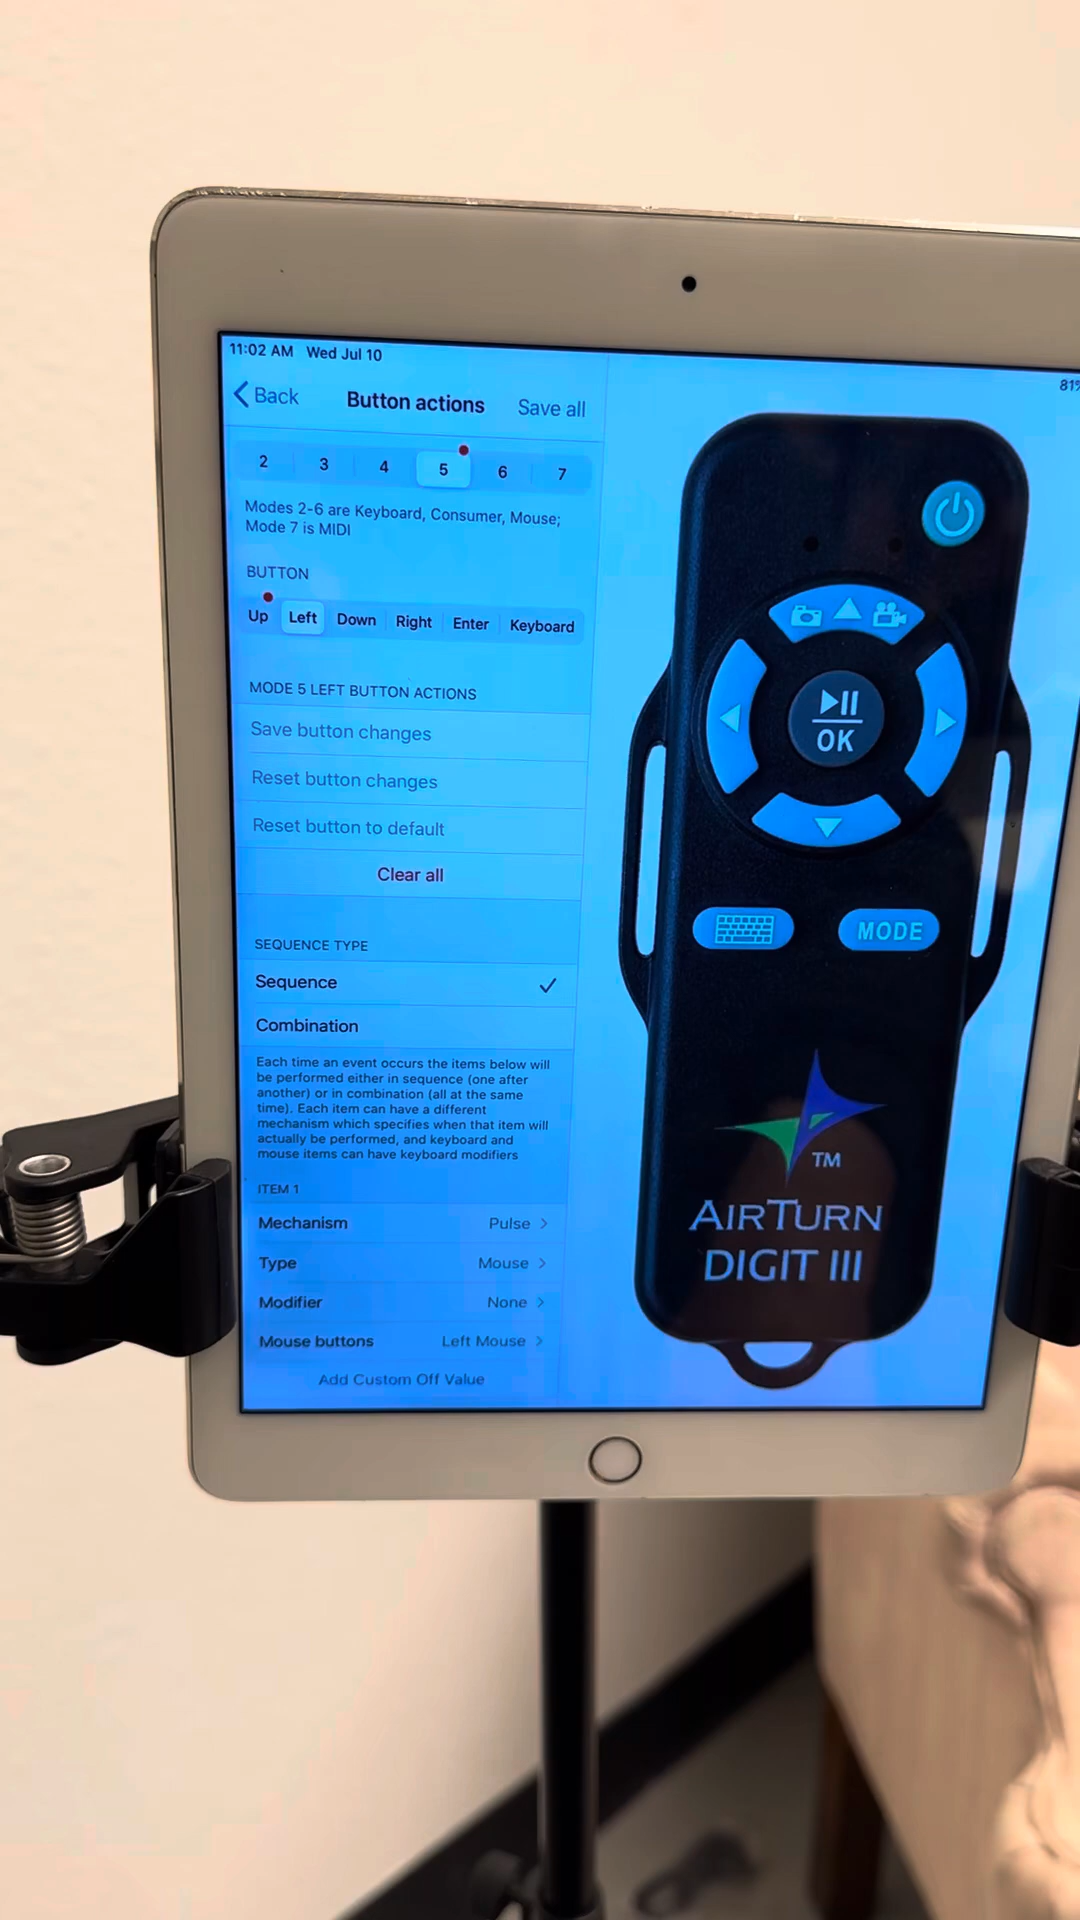 11:02 AM Wed Jul 10
81%
Back Button actions Save all
2 3 4 5 6 7
Modes 2-6 are Keyboard, Consumer, Mouse;
Mode 7 is MIDI
BUTTON
Up Left Down Right Enter Keyboard
MODE 5 LEFT BUTTON ACTIONS
Save button changes
Reset button changes
Reset button to default
Clear all
SEQUENCE TYPE
Sequence
Combination
Each time an event occurs the items below will
be performed either in sequence (one after
another) or in combination (all at the same
time). Each item can have a different
mechanism which specifies when that item will
actually be performed, and keyboard and
mouse items can have keyboard modifiers
ITEM 1
Mechanism Pulse
Type Mouse
Modifier None
Mouse buttons Left Mouse
Add Custom Off Value
OK
MODE
TM
AIRTURN
DIGIT III